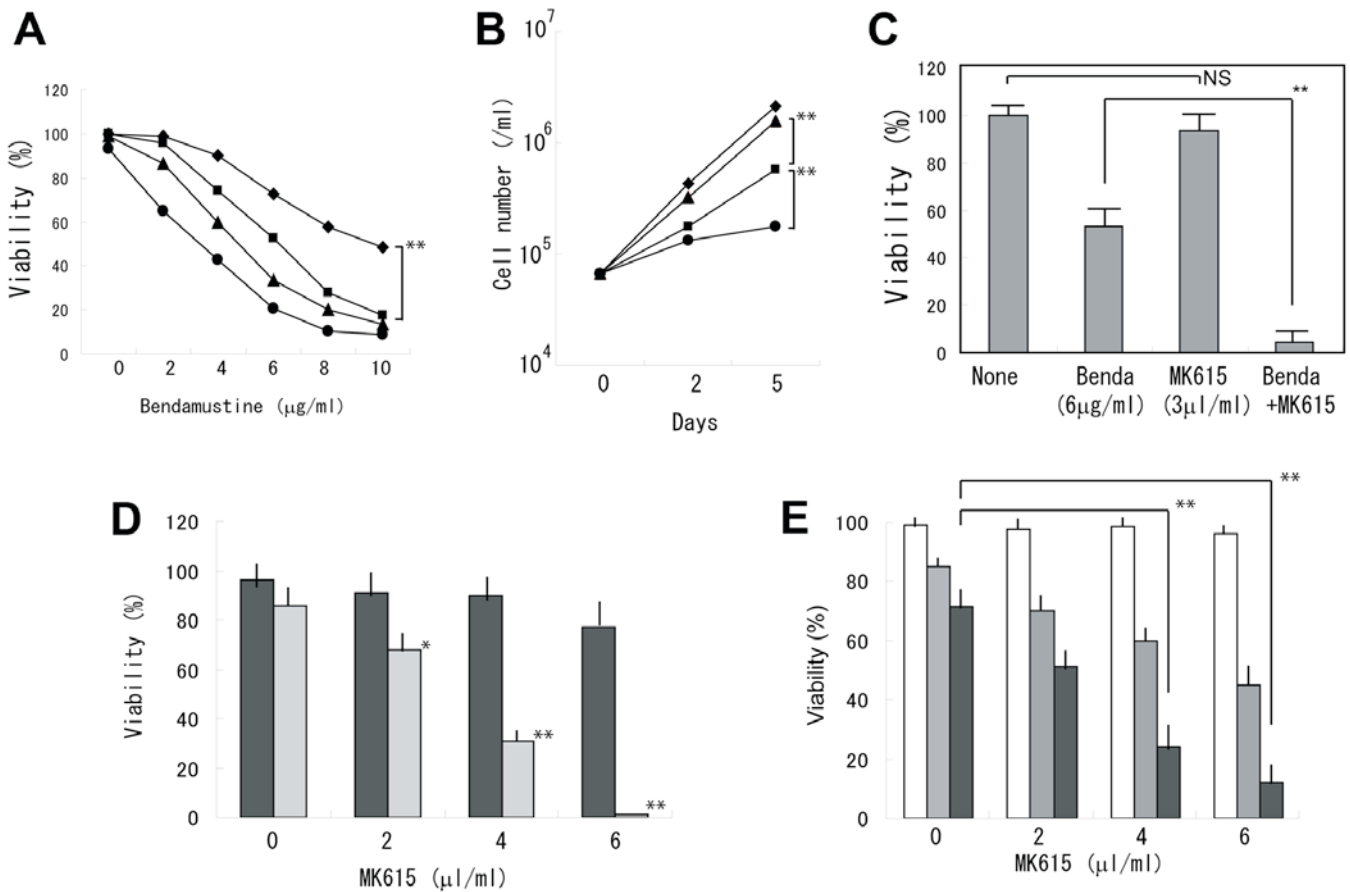 A
120
100
80
60
40
20
0
Viability (%)
**
0 2 4 6 8 10
Bendamustine (μg/ml)
B
10^7
10^6
10^5
10^4
Cell number (/ml)
**
**
0 2 5
Days
C
120
100
80
60
40
20
0
Viability (%)
NS
**
None Benda MK615 Benda
(6μg/ml) (3μl/ml) +MK615
D
120
100
80
60
40
20
0
Viability (%)
*
**
**
0 2 4 6
MK615 (μl/ml)
E
100
80
60
40
20
0
Viability (%)
**
**
0 2 4 6
MK615 (μl/ml)